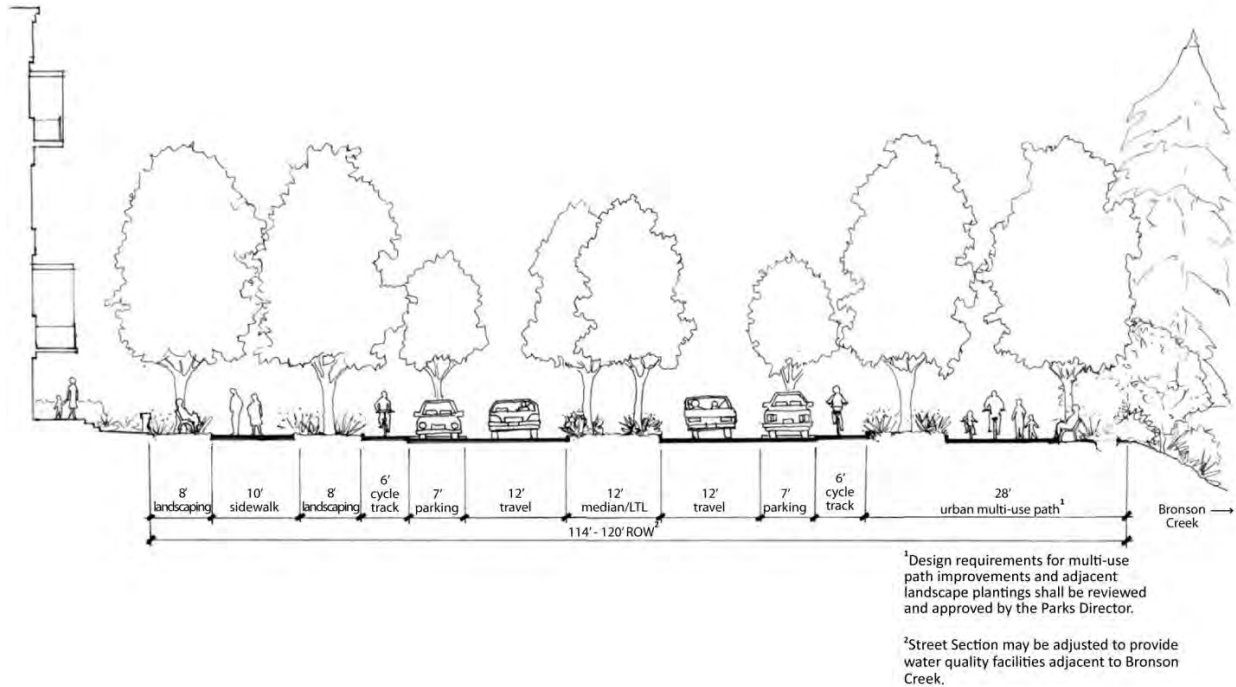 8' landscaping
10' sidewalk
8' landscaping
6' cycle track
7' parking
12' travel
12' median/LTL
12' travel
7' parking
6' cycle track
28' urban multi-use path¹
Bronson Creek →
114' - 120' ROW²
¹Design requirements for multi-use
path improvements and adjacent
landscape plantings shall be reviewed
and approved by the Parks Director.
²Street Section may be adjusted to provide
water quality facilities adjacent to Bronson
Creek.